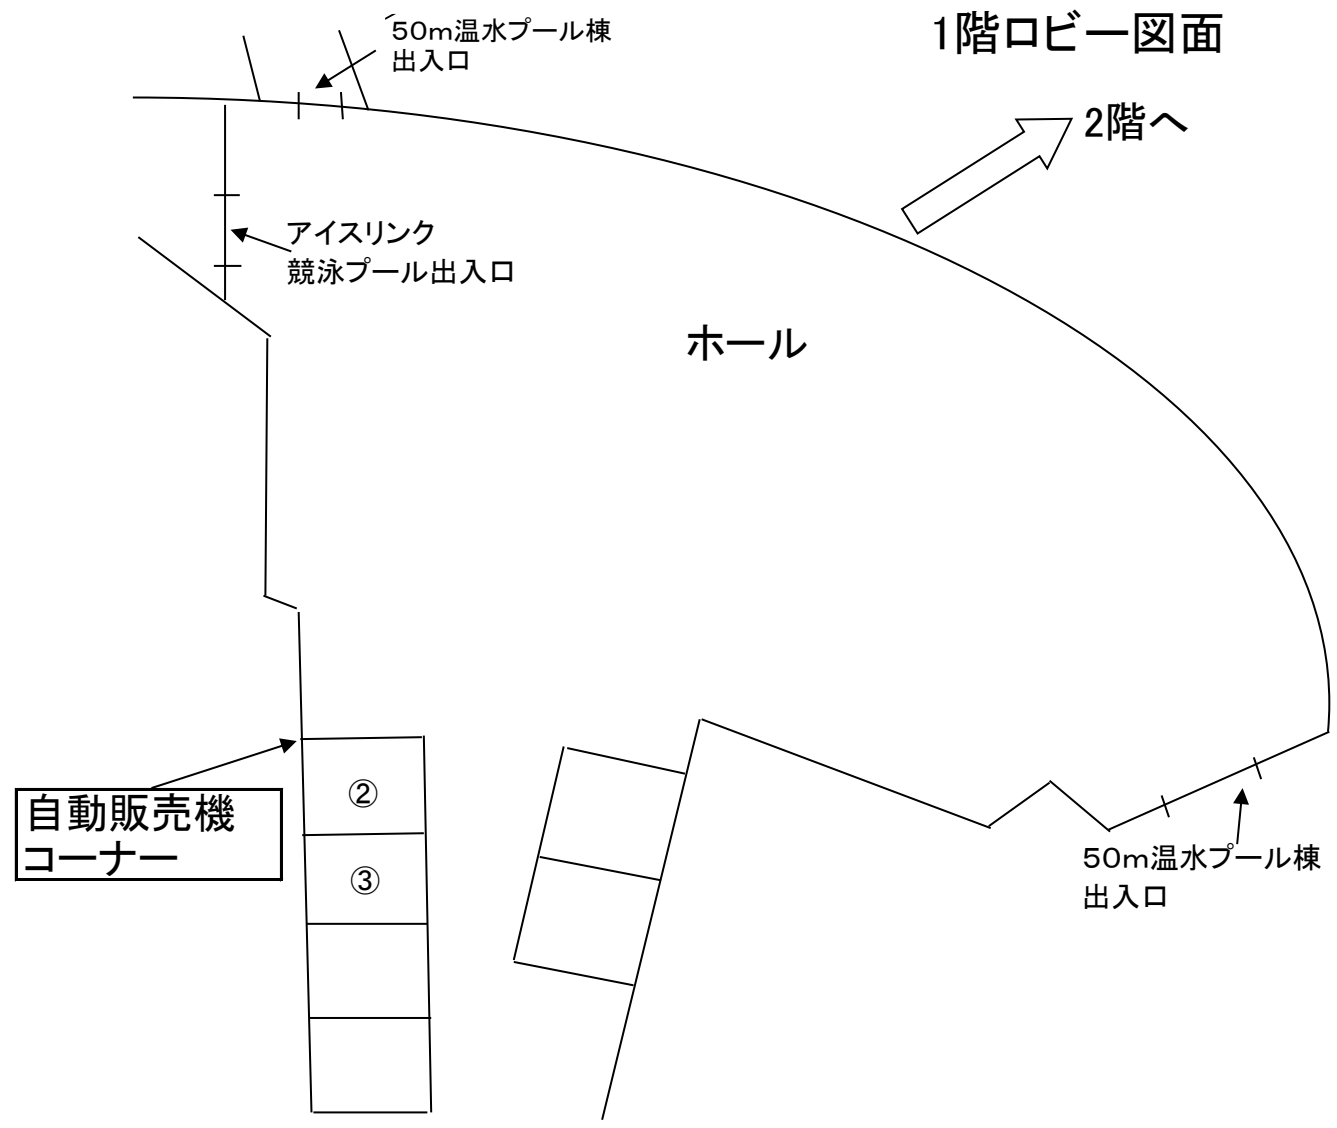 1階ロビー図面
50ｍ温水プール棟
出入口
2階へ
アイスリンク
競泳プール出入口
ホール
②
③
自動販売機
コーナー
50ｍ温水プール棟
出入口